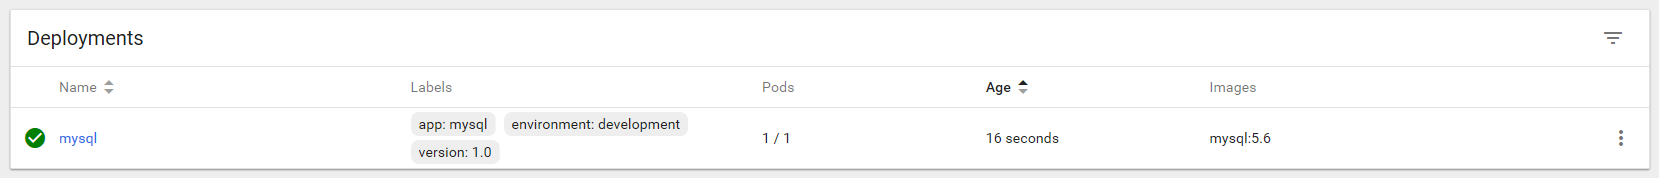 Deployments
Name Labels Pods Age Images
app: mysql environment: development
mysql 1 / 1 16 seconds mysql:5.6
version: 1.0